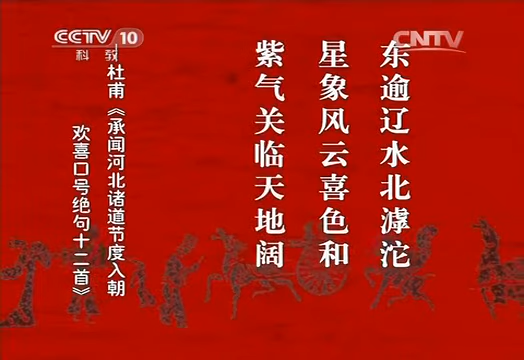 CCTV 10
科教
CNTV
东逾辽水北滹沱
星象风云喜色和
紫气关临天地阔
—杜甫《承闻河北诸道节度入朝
欢喜口号绝句十二首》